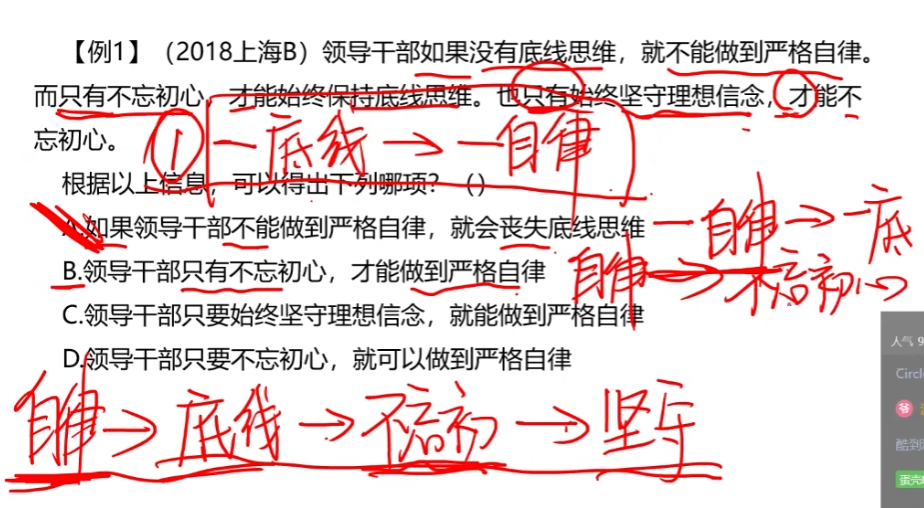 【例1】（2018上海B）领导干部如果没有底线思维，就不能做到严格自律。
而只有不忘初心，才能始终保持底线思维。也只有始终坚守理想信念，才能不
忘初心。
① 一底线→一自律
根据以上信息，可以得出下列哪项？（）
A.如果领导干部不能做到严格自律，就会丧失底线思维
一自律→一底
B.领导干部只有不忘初心，才能做到严格自律
自律→不忘初心
C.领导干部只要始终坚守理想信念，就能做到严格自律
D.领导干部只要不忘初心，就可以做到严格自律
自律→底线→不忘初→坚守
人气 9
Circl
爷
酷到
蛋壳